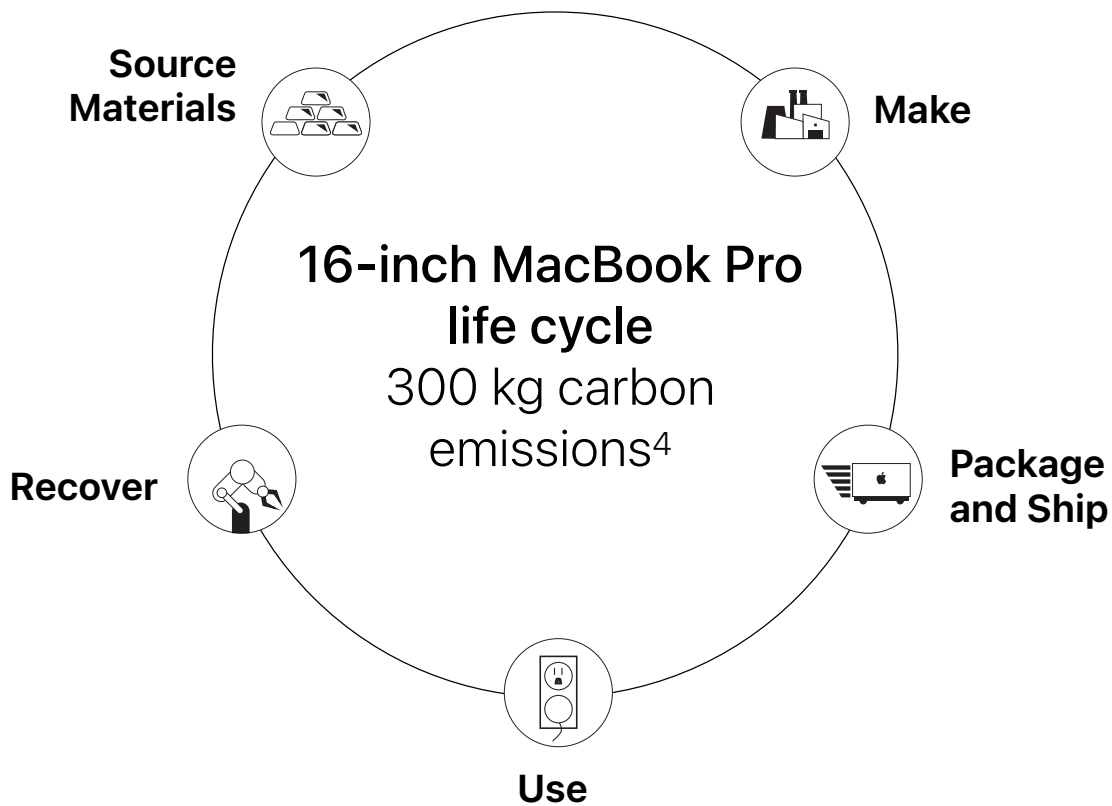 Source
Materials
Make
16-inch MacBook Pro
life cycle
300 kg carbon
emissions⁴
Recover
Package
and Ship
Use